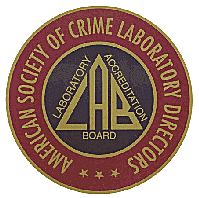 AMERICAN SOCIETY OF CRIME LABORATORY DIRECTORS
LABORATORY
ACCREDITATION
BOARD
LAB